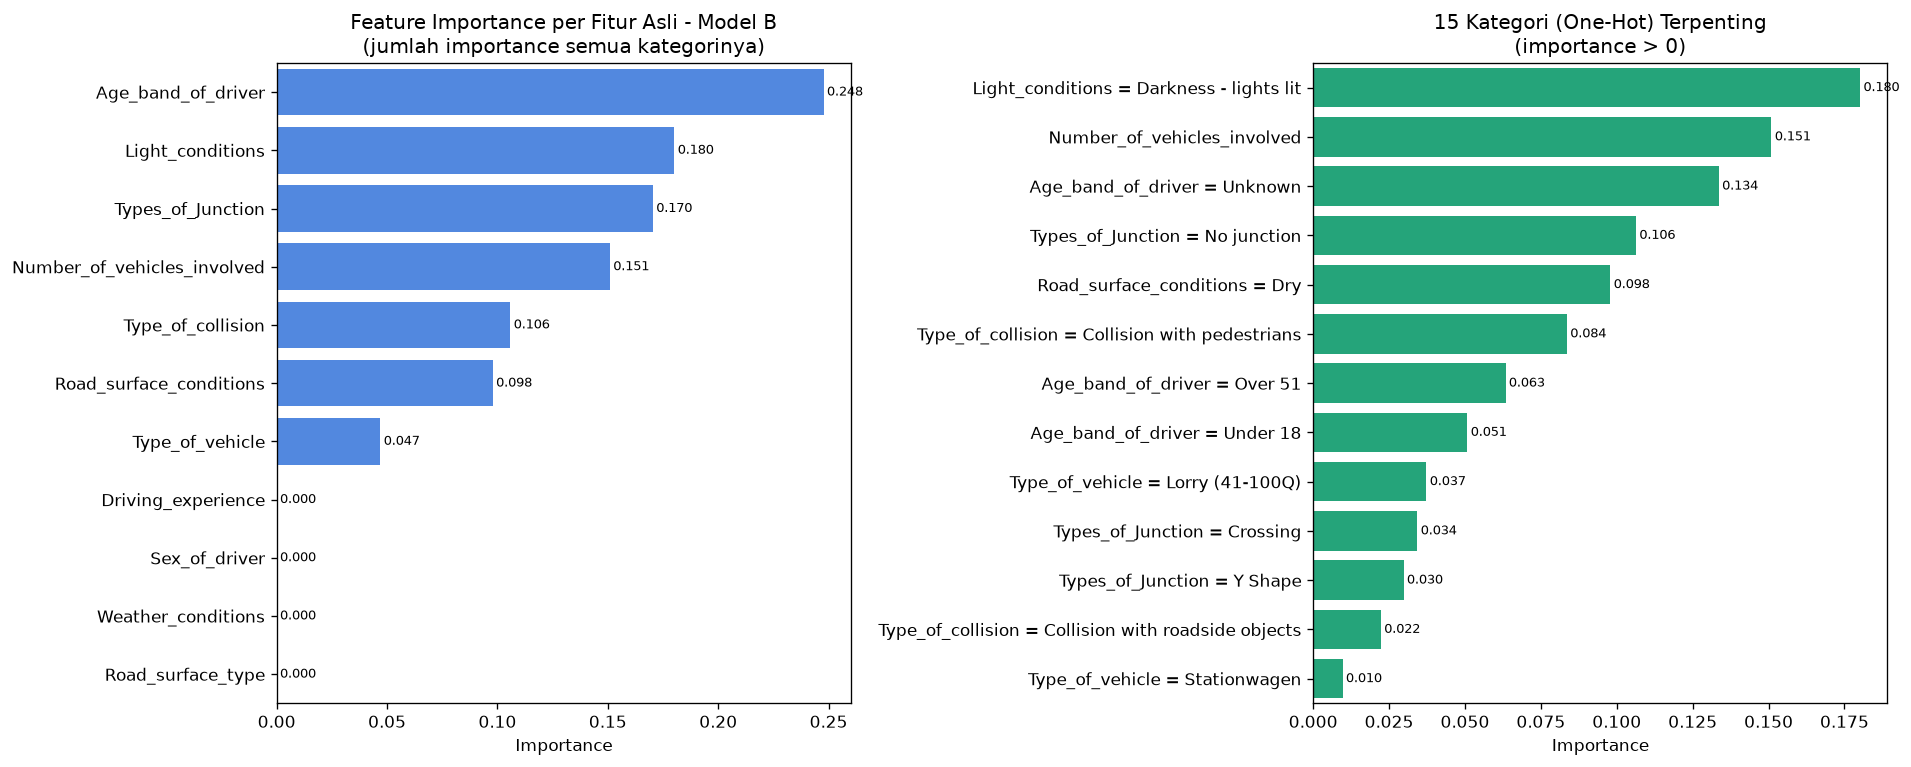 Feature Importance per Fitur Asli - Model B
(jumlah importance semua kategorinya)
Age_band_of_driver
0.248
Light_conditions
0.180
Types_of_Junction
0.170
Number_of_vehicles_involved
0.151
Type_of_collision
0.106
Road_surface_conditions
0.098
Type_of_vehicle
0.047
Driving_experience
0.000
Sex_of_driver
0.000
Weather_conditions
0.000
Road_surface_type
0.000
0.00 0.05 0.10 0.15 0.20 0.25
Importance
15 Kategori (One-Hot) Terpenting
(importance > 0)
Light_conditions = Darkness - lights lit
0.180
Number_of_vehicles_involved
0.151
Age_band_of_driver = Unknown
0.134
Types_of_Junction = No junction
0.106
Road_surface_conditions = Dry
0.098
Type_of_collision = Collision with pedestrians
0.084
Age_band_of_driver = Over 51
0.063
Age_band_of_driver = Under 18
0.051
Type_of_vehicle = Lorry (41-100Q)
0.037
Types_of_Junction = Crossing
0.034
Types_of_Junction = Y Shape
0.030
Type_of_collision = Collision with roadside objects
0.022
Type_of_vehicle = Stationwagen
0.010
0.000 0.025 0.050 0.075 0.100 0.125 0.150 0.175
Importance